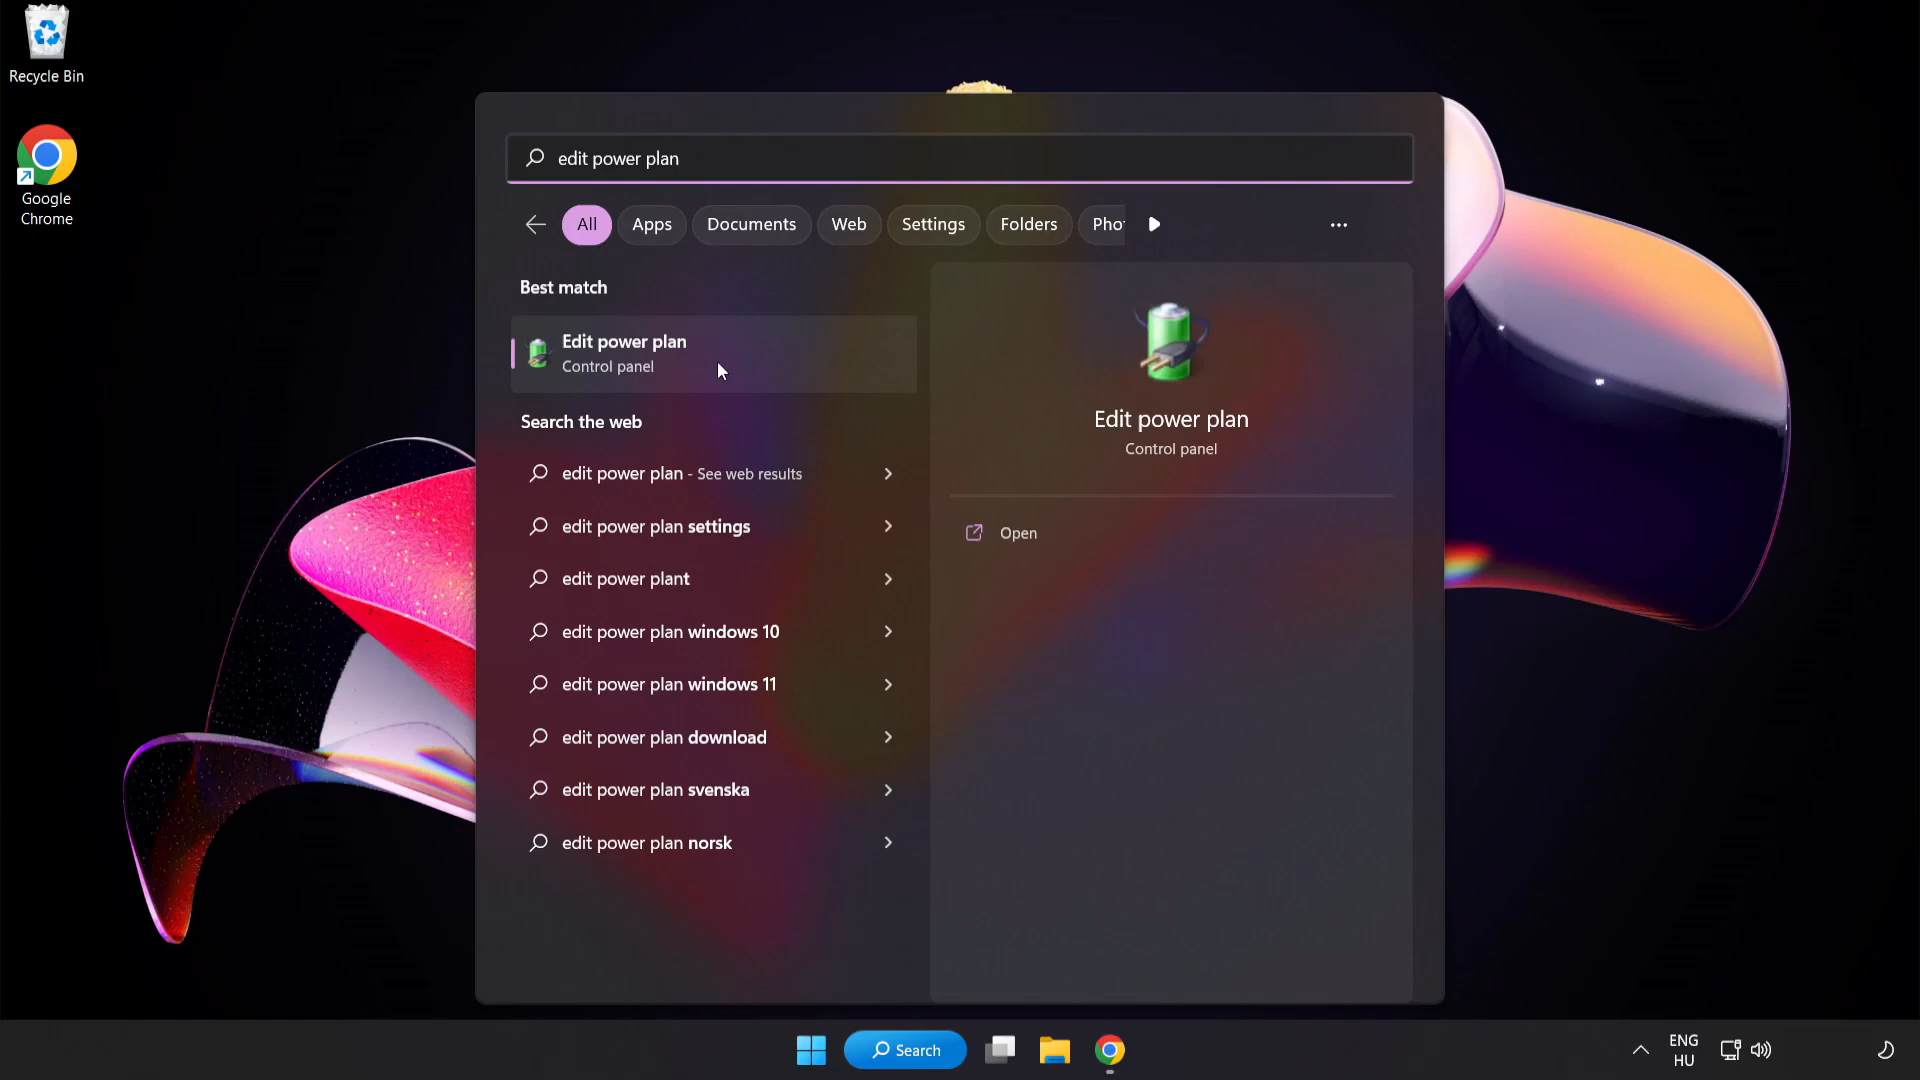 Recycle Bin
Google
Chrome
edit power plan
All
Apps
Documents
Web
Settings
Folders
Pho
Best match
Edit power plan
Control panel
Search the web
edit power plan - See web results
edit power plan settings
edit power plant
edit power plan windows 10
edit power plan windows 11
edit power plan download
edit power plan svenska
edit power plan norsk
Edit power plan
Control panel
Open
Search
ENG
HU